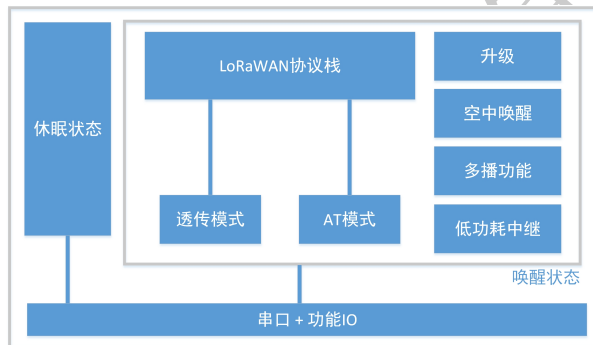 休眠状态
LoRaWAN协议栈
透传模式
AT模式
升级
空中唤醒
多播功能
低功耗中继
唤醒状态
串口 + 功能IO